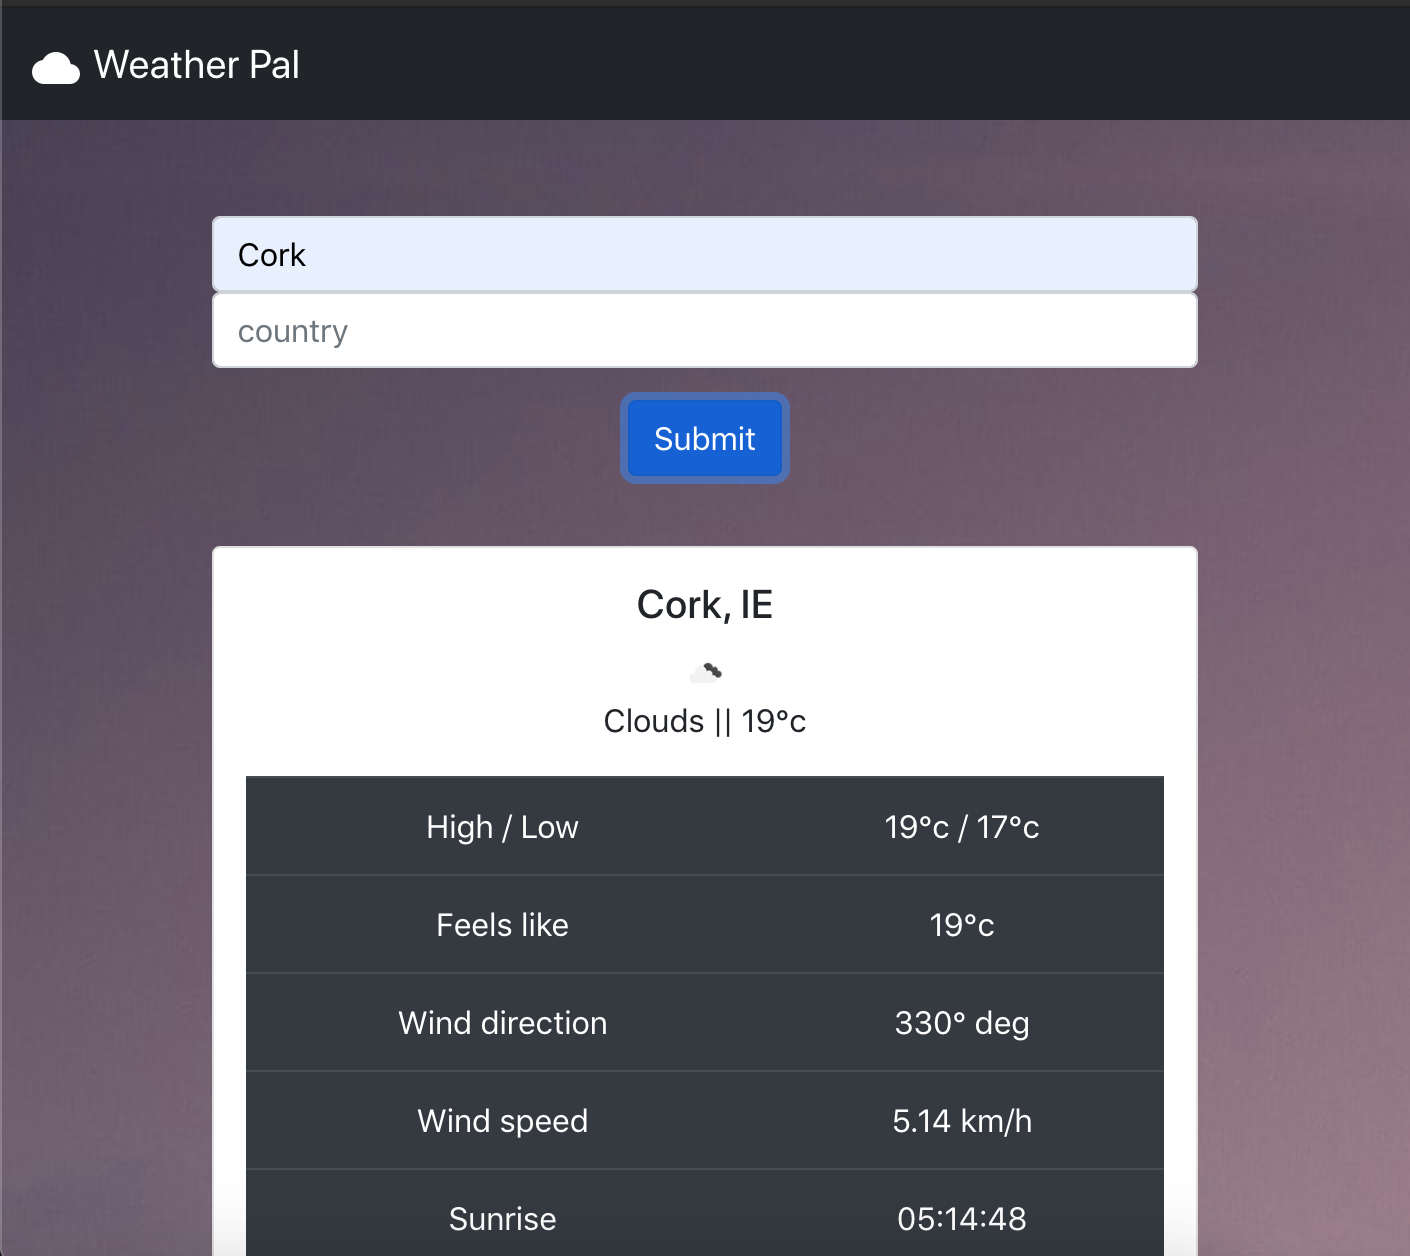 Weather Pal
Cork
country
Submit
Cork, IE
Clouds || 19°c
High / Low 19°c / 17°c
Feels like 19°c
Wind direction 330° deg
Wind speed 5.14 km/h
Sunrise 05:14:48